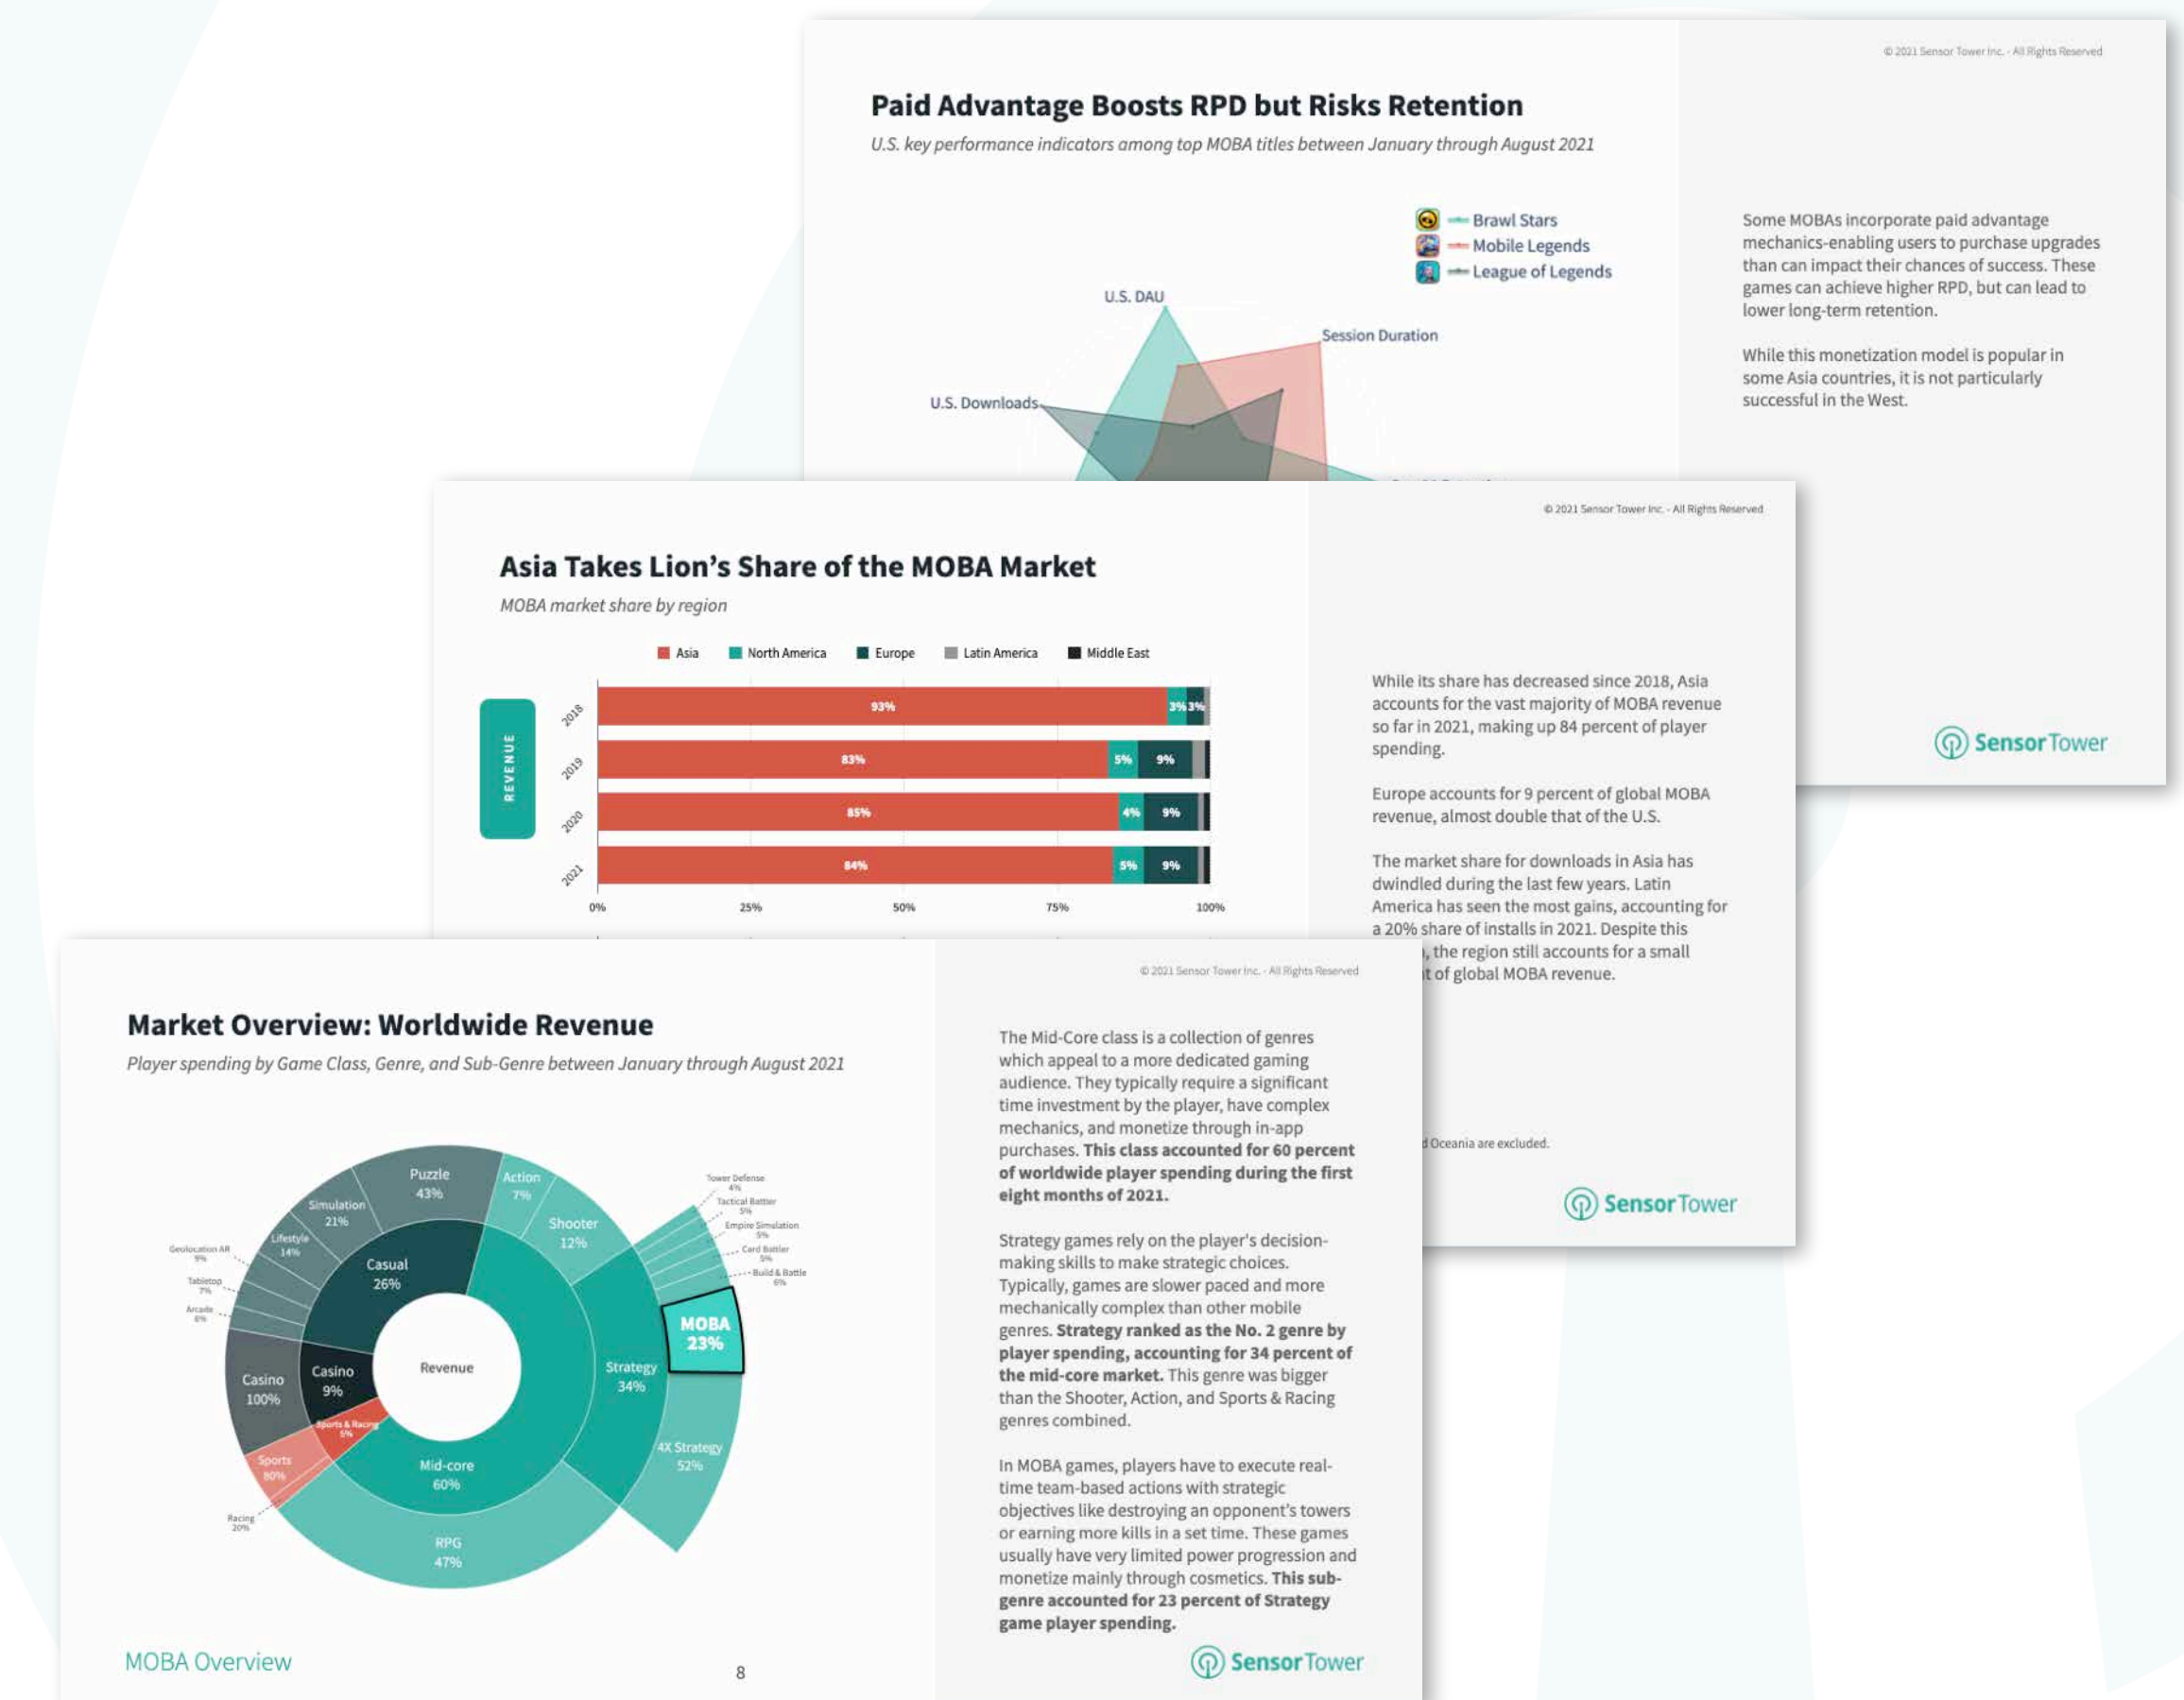 © 2021 Sensor Tower Inc. - All Rights Reserved
Paid Advantage Boosts RPD but Risks Retention
U.S. key performance indicators among top MOBA titles between January through August 2021
Brawl Stars
Mobile Legends
League of Legends
U.S. DAU
Session Duration
U.S. Downloads
Some MOBAs incorporate paid advantage
mechanics-enabling users to purchase upgrades
than can impact their chances of success. These
games can achieve higher RPD, but can lead to
lower long-term retention.
While this monetization model is popular in
some Asia countries, it is not particularly
successful in the West.
SensorTower
© 2021 Sensor Tower Inc. - All Rights Reserved
Asia Takes Lion's Share of the MOBA Market
MOBA market share by region
Asia North America Europe Latin America Middle East
REVENUE
2018 93% 3% 3%
2019 83% 5% 9%
2020 85% 4% 9%
2021 84% 5% 9%
0% 25% 50% 75% 100%
While its share has decreased since 2018, Asia
accounts for the vast majority of MOBA revenue
so far in 2021, making up 84 percent of player
spending.
Europe accounts for 9 percent of global MOBA
revenue, almost double that of the U.S.
The market share for downloads in Asia has
dwindled during the last few years. Latin
America has seen the most gains, accounting for
a 20% share of installs in 2021. Despite this
, the region still accounts for a small
of global MOBA revenue.
Oceania are excluded.
SensorTower
© 2021 Sensor Tower Inc. - All Rights Reserved
Market Overview: Worldwide Revenue
Player spending by Game Class, Genre, and Sub-Genre between January through August 2021
Puzzle
43%
Action
7%
Simulation
21%
Shooter
12%
Lifestyle
14%
Geolocation AR
9%
Tabletop
7%
Arcade
6%
Casual
26%
Tower Defense
4%
Tactical Battler
5%
Empire Simulation
5%
Card Battler
5%
Build & Battle
6%
MOBA
23%
Casino
100%
Casino
9%
Revenue
Strategy
34%
Sports & Racing
5%
Sports
80%
Racing
20%
Mid-core
60%
4X Strategy
52%
RPG
47%
The Mid-Core class is a collection of genres
which appeal to a more dedicated gaming
audience. They typically require a significant
time investment by the player, have complex
mechanics, and monetize through in-app
purchases. This class accounted for 60 percent
of worldwide player spending during the first
eight months of 2021.
Strategy games rely on the player's decision-
making skills to make strategic choices.
Typically, games are slower paced and more
mechanically complex than other mobile
genres. Strategy ranked as the No. 2 genre by
player spending, accounting for 34 percent of
the mid-core market. This genre was bigger
than the Shooter, Action, and Sports & Racing
genres combined.
In MOBA games, players have to execute real-
time team-based actions with strategic
objectives like destroying an opponent's towers
or earning more kills in a set time. These games
usually have very limited power progression and
monetize mainly through cosmetics. This sub-
genre accounted for 23 percent of Strategy
game player spending.
MOBA Overview
8
SensorTower